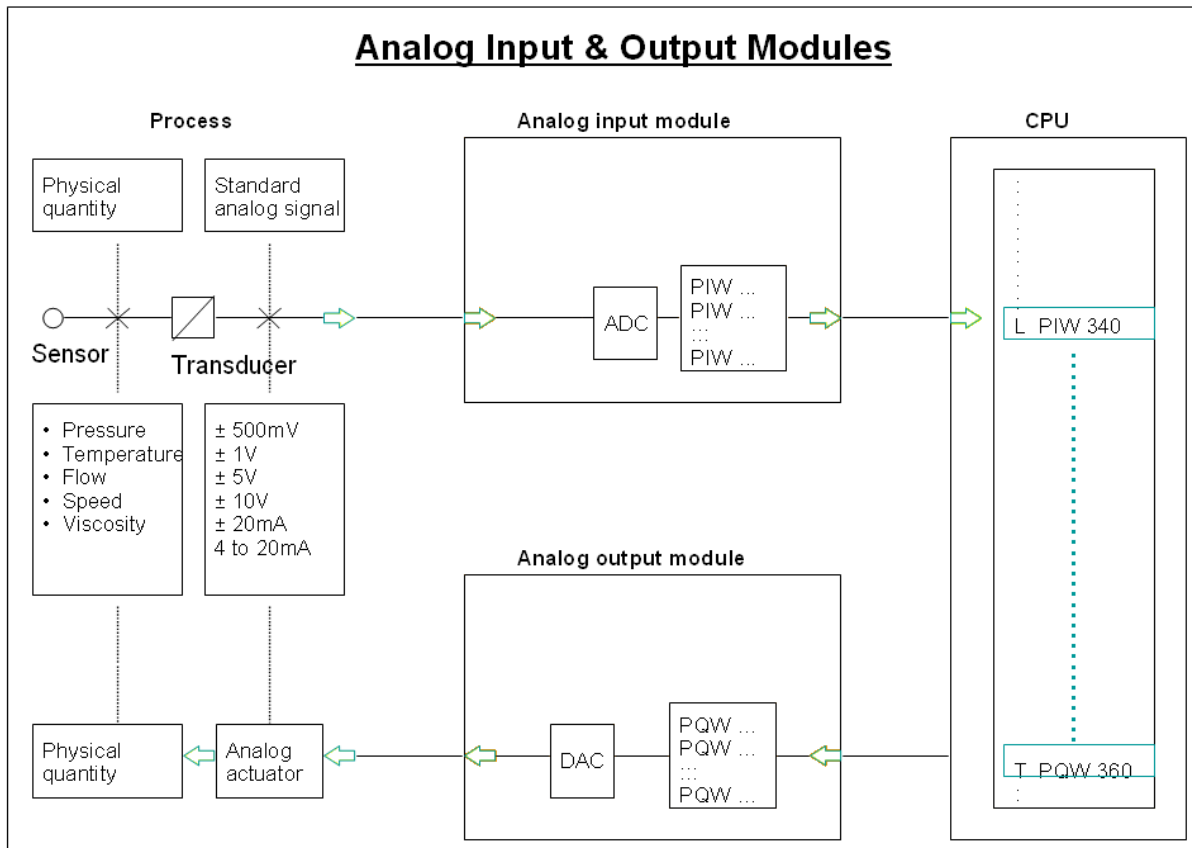 Analog Input & Output Modules
Process
Analog input module
CPU
Physical
quantity
Standard
analog signal
Sensor
Transducer
ADC
PIW ...
PIW ...
...
PIW ...
L PIW 340
• Pressure
• Temperature
• Flow
• Speed
• Viscosity
± 500mV
± 1V
± 5V
± 10V
± 20mA
4 to 20mA
Analog output module
Physical
quantity
Analog
actuator
DAC
PQW ...
PQW ...
...
PQW ...
T PQW 360